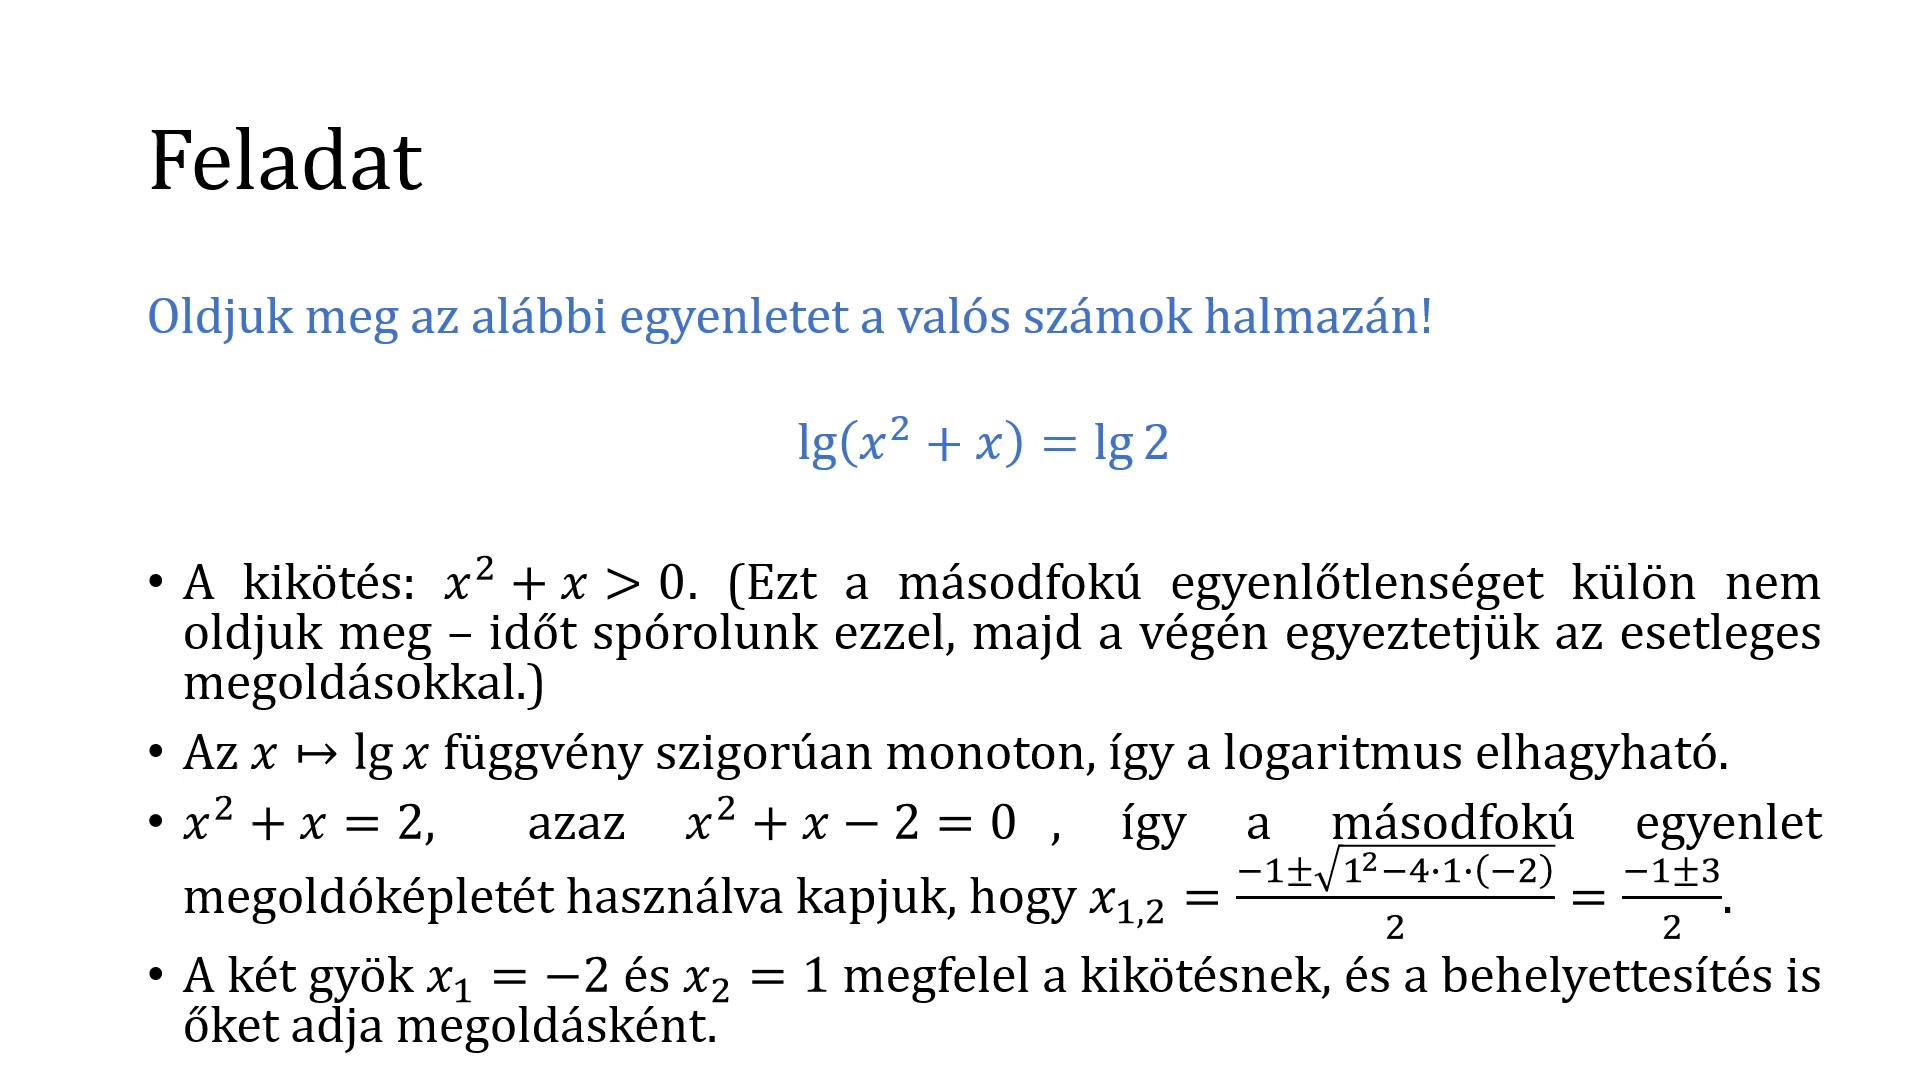 Feladat
Oldjuk meg az alábbi egyenletet a valós számok halmazán!
lg(x² + x) = lg 2
• A kikötés: x² + x > 0. (Ezt a másodfokú egyenlőtlenséget külön nem
oldjuk meg – időt spórolunk ezzel, majd a végén egyeztetjük az esetleges
megoldásokkal.)
• Az x ↦ lg x függvény szigorúan monoton, így a logaritmus elhagyható.
• x² + x = 2, azaz x² + x − 2 = 0 , így a másodfokú egyenlet
megoldóképletét használva kapjuk, hogy x₁,₂ = (−1±√(1²−4·1·(−2)))/2 = (−1±3)/2.
• A két gyök x₁ = −2 és x₂ = 1 megfelel a kikötésnek, és a behelyettesítés is
őket adja megoldásként.